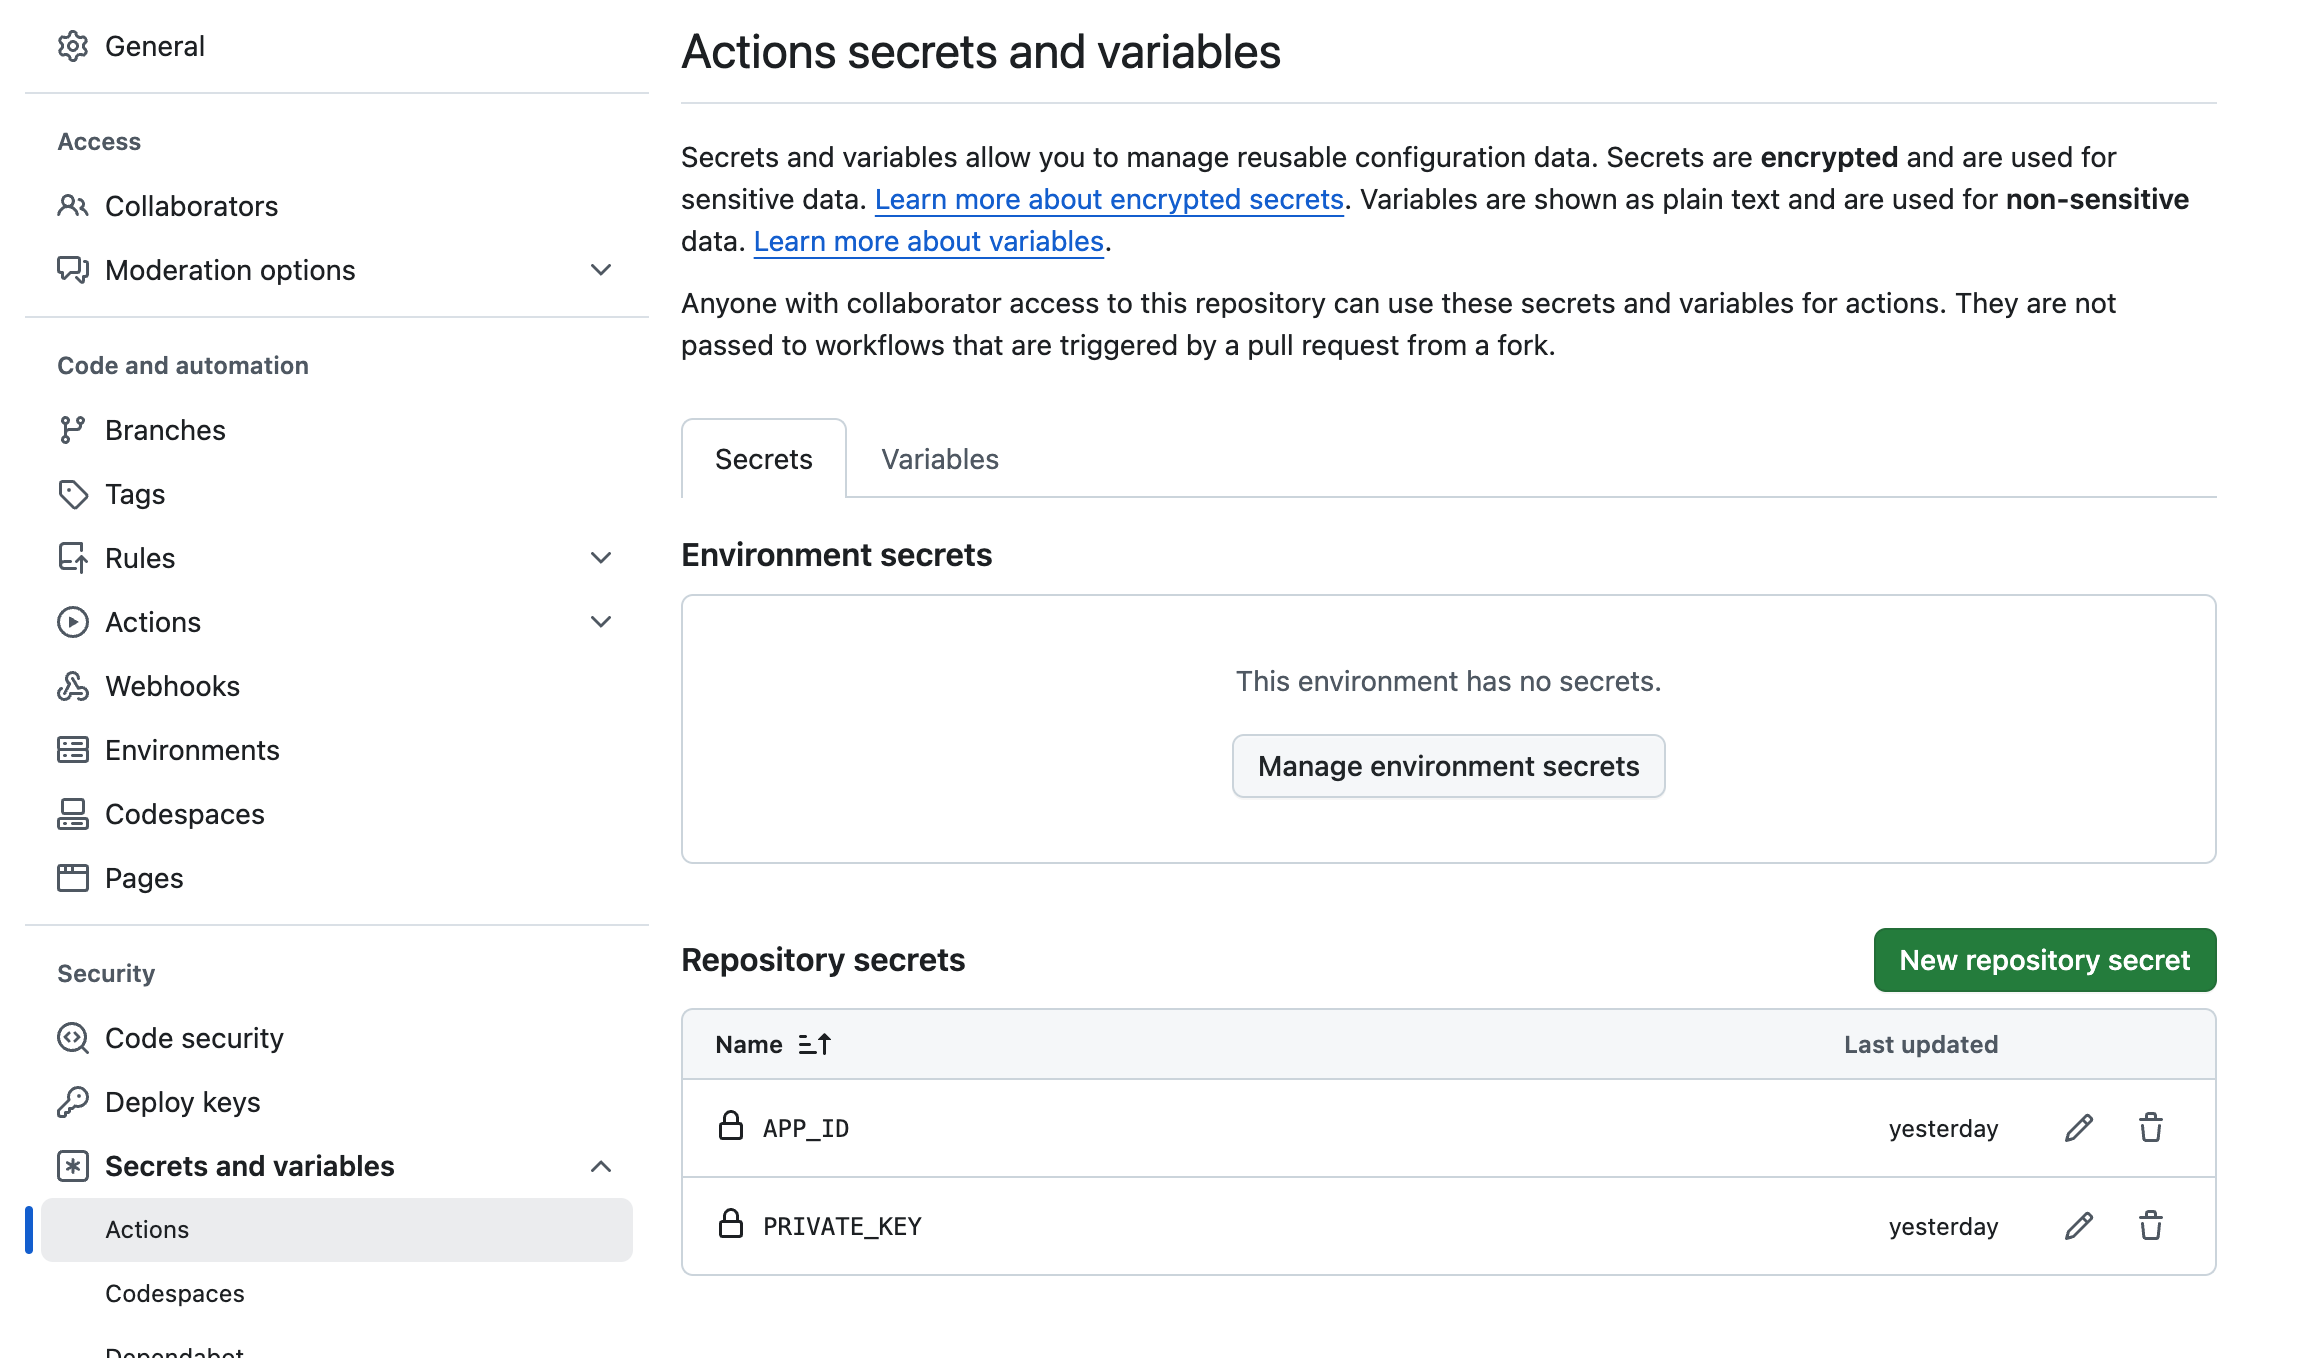 General
Access
Collaborators
Moderation options
Code and automation
Branches
Tags
Rules
Actions
Webhooks
Environments
Codespaces
Pages
Security
Code security
Deploy keys
Secrets and variables
Actions
Codespaces
Dependabot
Actions secrets and variables
Secrets and variables allow you to manage reusable configuration data. Secrets are encrypted and are used for
sensitive data. Learn more about encrypted secrets. Variables are shown as plain text and are used for non-sensitive
data. Learn more about variables.
Anyone with collaborator access to this repository can use these secrets and variables for actions. They are not
passed to workflows that are triggered by a pull request from a fork.
Secrets Variables
Environment secrets
This environment has no secrets.
Manage environment secrets
Repository secrets New repository secret
Name Last updated
APP_ID yesterday
PRIVATE_KEY yesterday